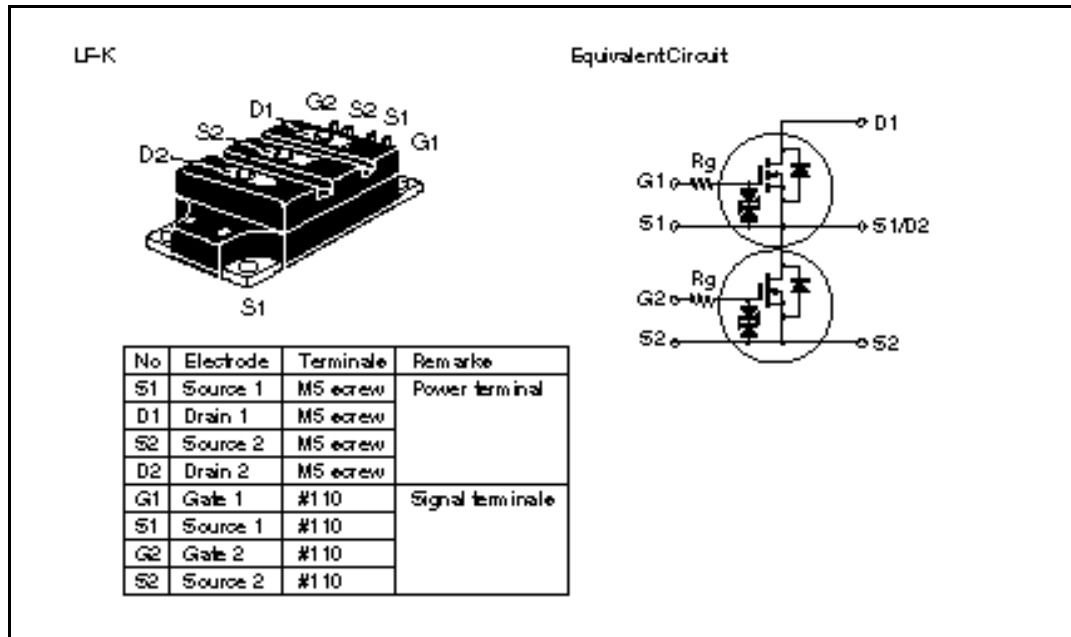 LF-K
Equivalent Circuit
D1 G2 S2 S1
S2 G1
D2
S1
D1
Rg
G1
S1 S1/D2
Rg
G2
S2 S2
No Electrode Terminals Remarks
S1 Source 1 M5 screw Power terminal
D1 Drain 1 M5 screw
S2 Source 2 M5 screw
D2 Drain 2 M5 screw
G1 Gate 1 #110 Signal terminals
S1 Source 1 #110
G2 Gate 2 #110
S2 Source 2 #110